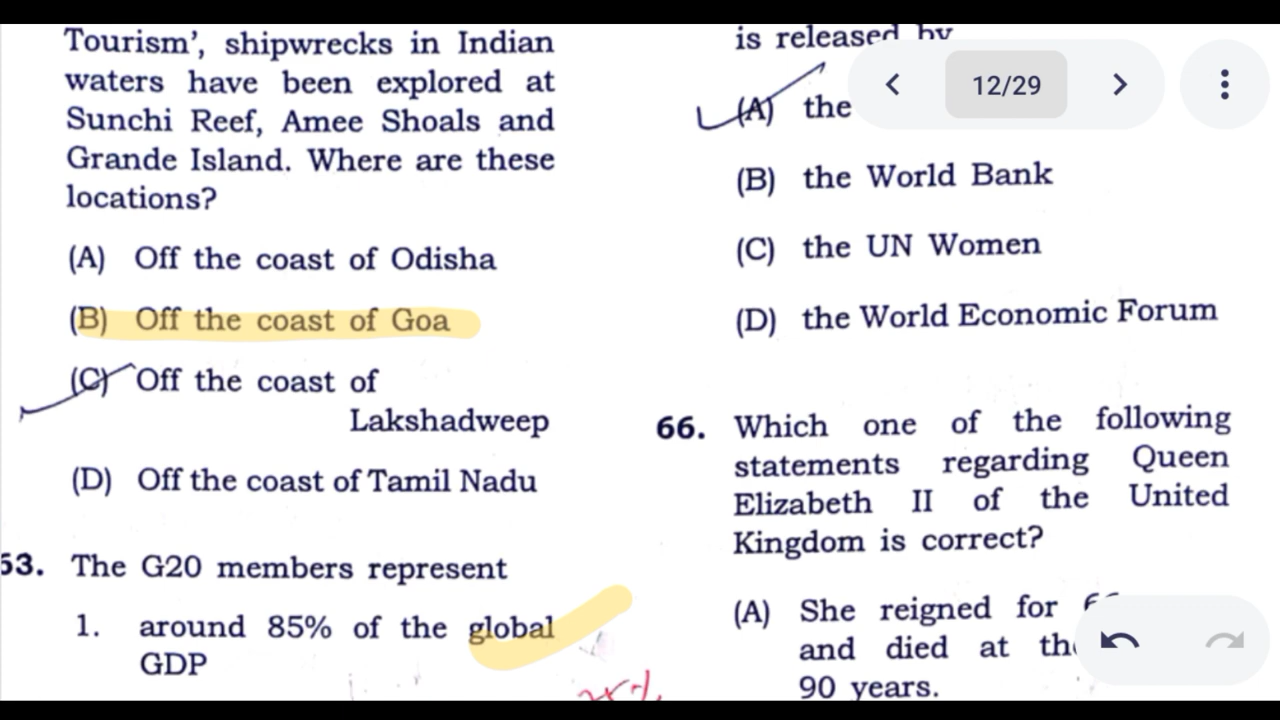 Tourism', shipwrecks in Indian
waters have been explored at
Sunchi Reef, Amee Shoals and
Grande Island. Where are these
locations?
(A) Off the coast of Odisha
(B) Off the coast of Goa
(C) Off the coast of
Lakshadweep
(D) Off the coast of Tamil Nadu
63. The G20 members represent
1. around 85% of the global
GDP
is released by
(A) the
(B) the World Bank
(C) the UN Women
(D) the World Economic Forum
66. Which one of the following
statements regarding Queen
Elizabeth II of the United
Kingdom is correct?
(A) She reigned for
and died at
90 years.
12/29